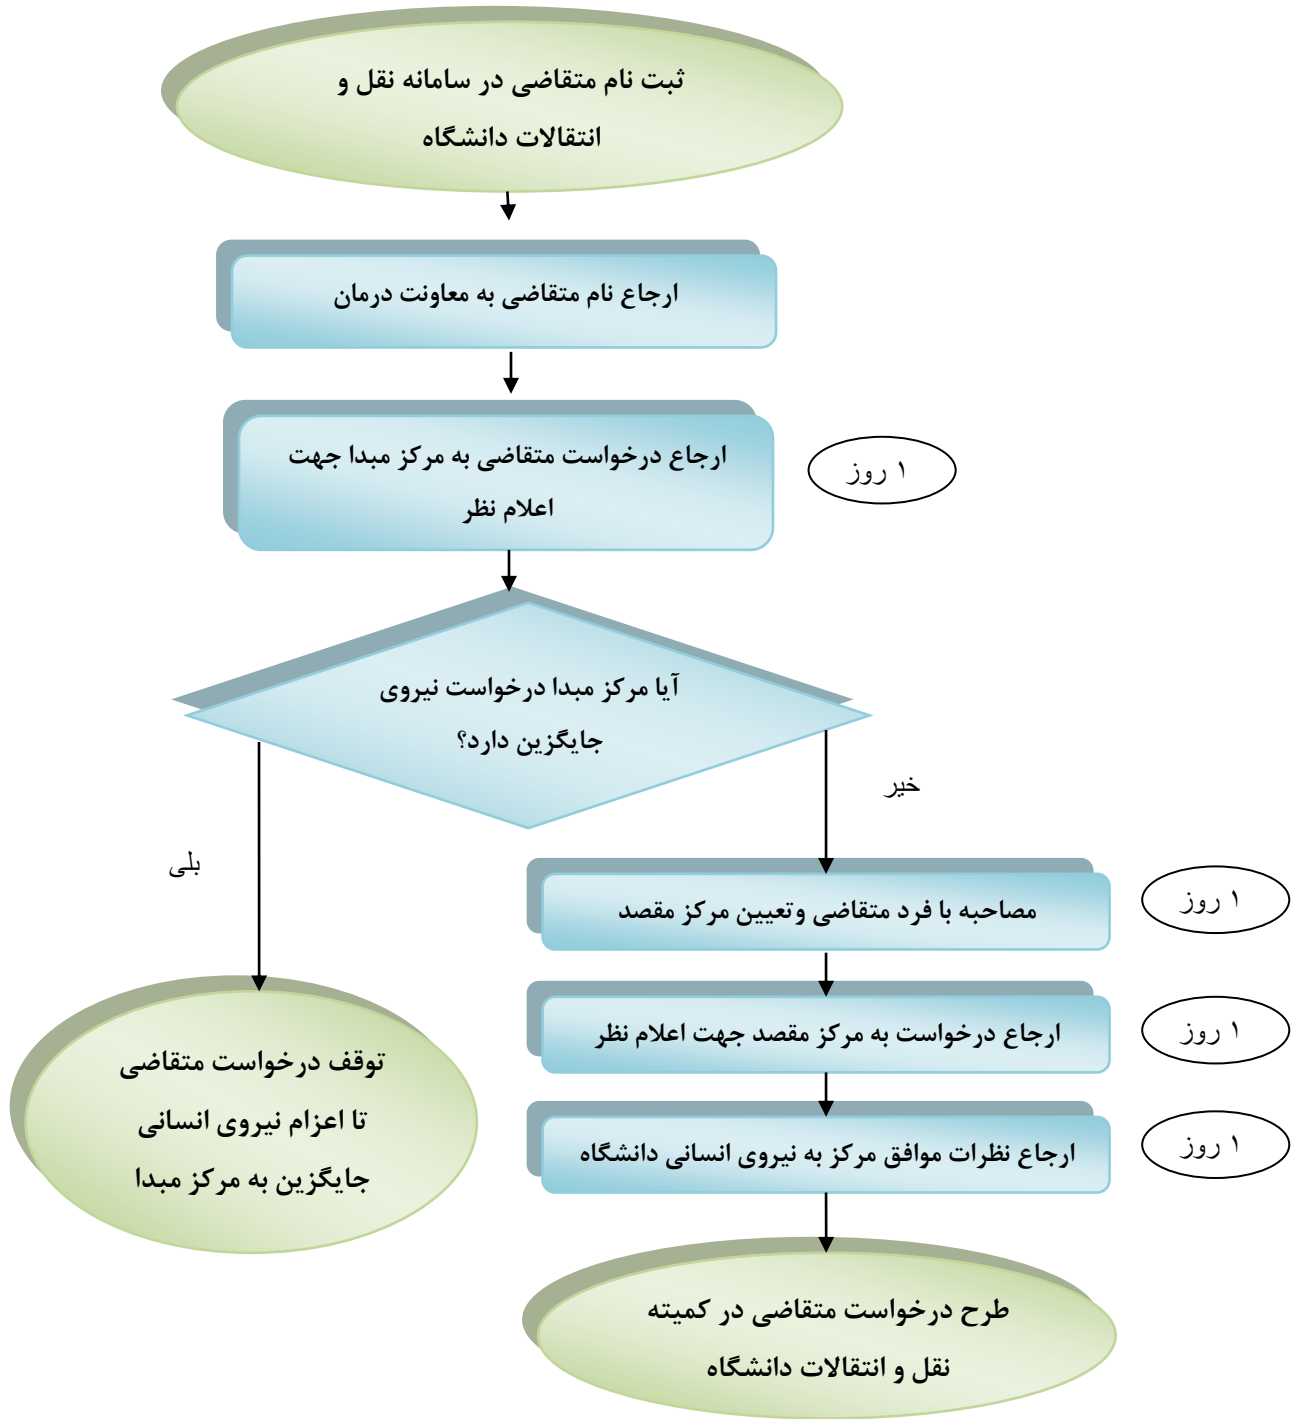 ثبت نام متقاضی در سامانه نقل و
انتقالات دانشگاه
ارجاع نام متقاضی به معاونت درمان
ارجاع درخواست متقاضی به مرکز مبدا جهت
اعلام نظر
۱ روز
آیا مرکز مبدا درخواست نیروی
جایگزین دارد؟
خیر
بلی
مصاحبه با فرد متقاضی وتعیین مرکز مقصد
۱ روز
ارجاع درخواست به مرکز مقصد جهت اعلام نظر
۱ روز
ارجاع نظرات موافق مرکز به نیروی انسانی دانشگاه
۱ روز
توقف درخواست متقاضی
تا اعزام نیروی انسانی
جایگزین به مرکز مبدا
طرح درخواست متقاضی در کمیته
نقل و انتقالات دانشگاه